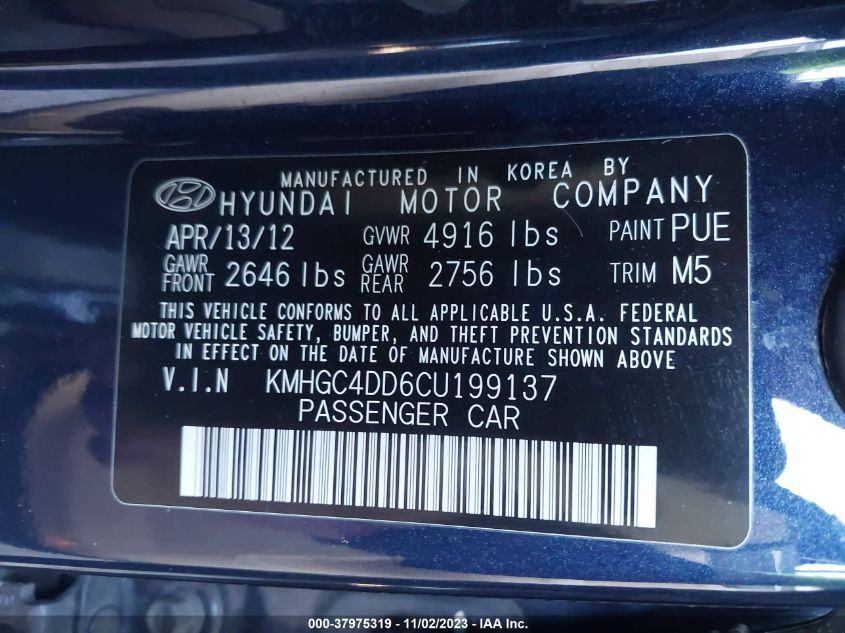 MANUFACTURED IN KOREA BY
HYUNDAI MOTOR COMPANY
APR/13/12 GVWR 4916 lbs PAINT PUE
GAWR FRONT 2646 lbs GAWR REAR 2756 lbs TRIM M5
THIS VEHICLE CONFORMS TO ALL APPLICABLE U.S.A. FEDERAL
MOTOR VEHICLE SAFETY, BUMPER, AND THEFT PREVENTION STANDARDS
IN EFFECT ON THE DATE OF MANUFACTURE SHOWN ABOVE
V.I.N KMHGC4DD6CU199137
PASSENGER CAR
000-37975319 - 11/02/2023 - IAA Inc.